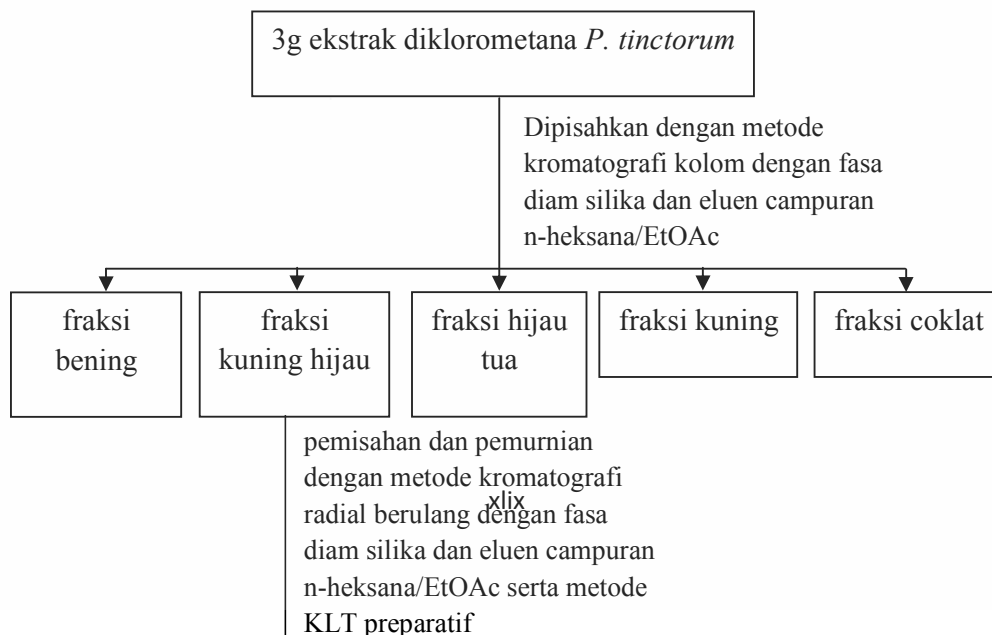 3g ekstrak diklorometana P. tinctorum
Dipisahkan dengan metode
kromatografi kolom dengan fasa
diam silika dan eluen campuran
n-heksana/EtOAc
fraksi
bening
fraksi
kuning hijau
fraksi hijau
tua
fraksi kuning
fraksi coklat
pemisahan dan pemurnian
dengan metode kromatografi
radial berulang dengan fasa
xlix
diam silika dan eluen campuran
n-heksana/EtOAc serta metode
KLT preparatif